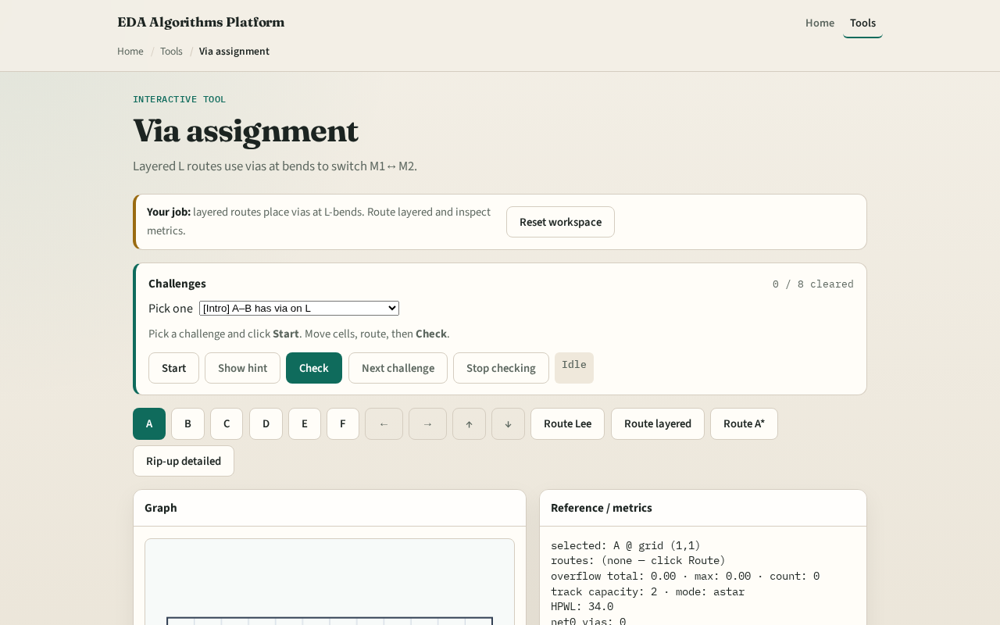 EDA Algorithms Platform
Home
Tools
Home / Tools / Via assignment
INTERACTIVE TOOL
Via assignment
Layered L routes use vias at bends to switch M1↔M2.
Your job: layered routes place vias at L-bends. Route layered and inspect
metrics.
Reset workspace
Challenges
0 / 8 cleared
Pick one
[Intro] A–B has via on L
Pick a challenge and click Start. Move cells, route, then Check.
Start
Show hint
Check
Next challenge
Stop checking
Idle
A
B
C
D
E
F
←
→
↑
↓
Route Lee
Route layered
Route A*
Rip-up detailed
Graph
Reference / metrics
selected: A @ grid (1,1)
routes: (none — click Route)
overflow total: 0.00 · max: 0.00 · count: 0
track capacity: 2 · mode: astar
HPWL: 34.0
net0 vias: 0